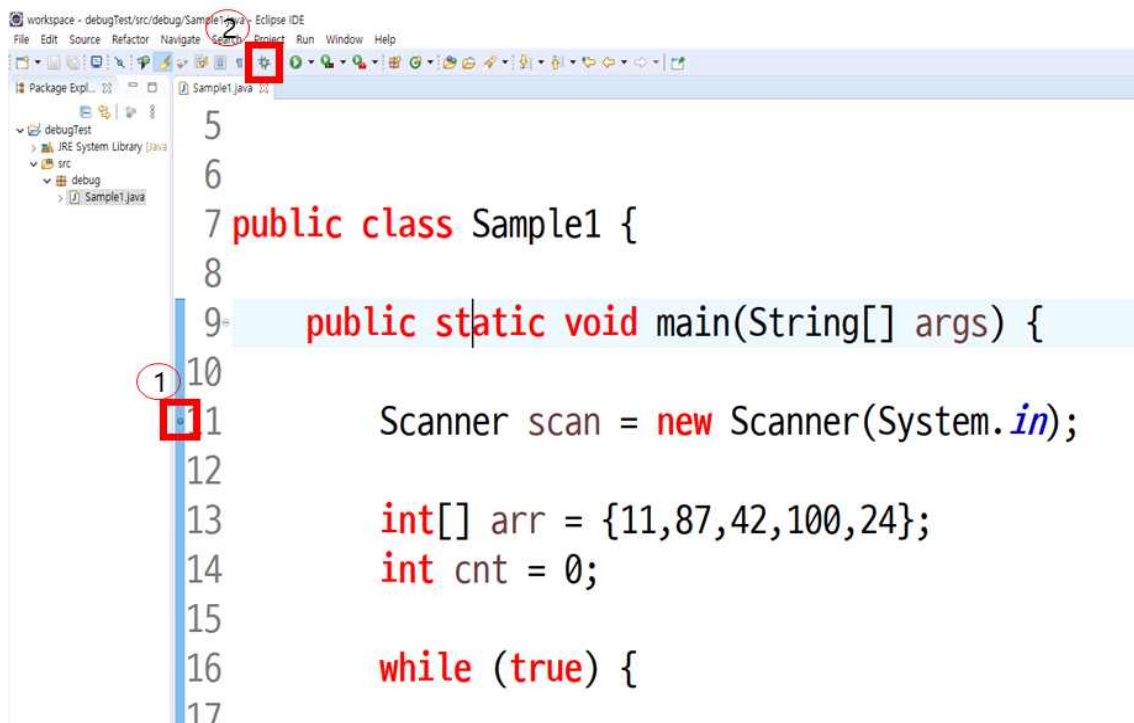 workspace - debugTest/src/debug/Sample1.java - Eclipse IDE
2
File Edit Source Refactor Navigate Search Project Run Window Help
Package Expl...
Sample1.java
debugTest
JRE System Library [Java
src
debug
Sample1.java
5
6
7 public class Sample1 {
8
9 public static void main(String[] args) {
1
10
11 Scanner scan = new Scanner(System.in);
12
13 int[] arr = {11,87,42,100,24};
14 int cnt = 0;
15
16 while (true) {
17